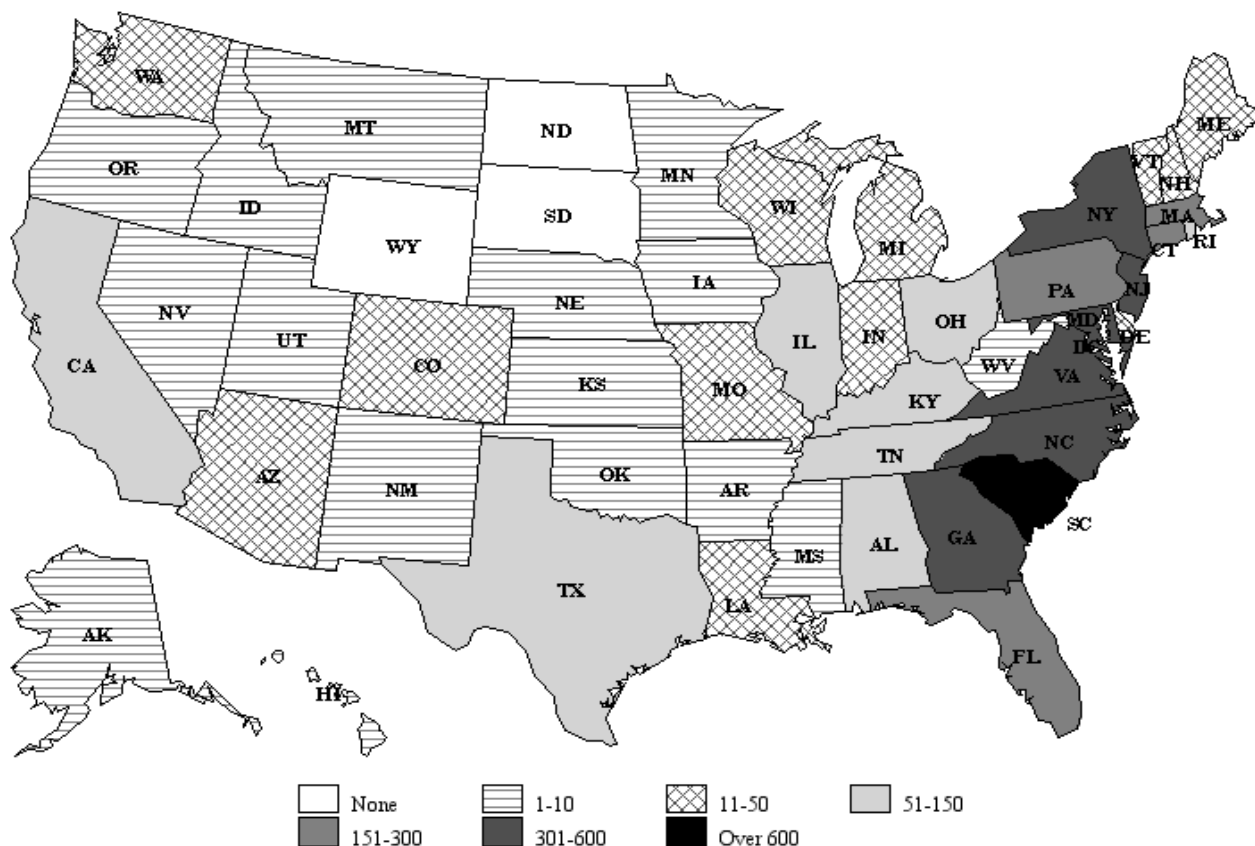 WA
ME
MT
ND
VT
OR
MN
NH
ID
SD
WI
NY
MA
WY
MI
RI
CT
IA
PA
NE
NJ
NV
OH
MD
UT
IL
IN
DE
DC
CA
CO
WV
KS
MO
VA
KY
NC
TN
AZ
OK
NM
AR
SC
AL
GA
MS
TX
LA
AK
FL
HI
None 1-10 11-50 51-150
151-300 301-600 Over 600